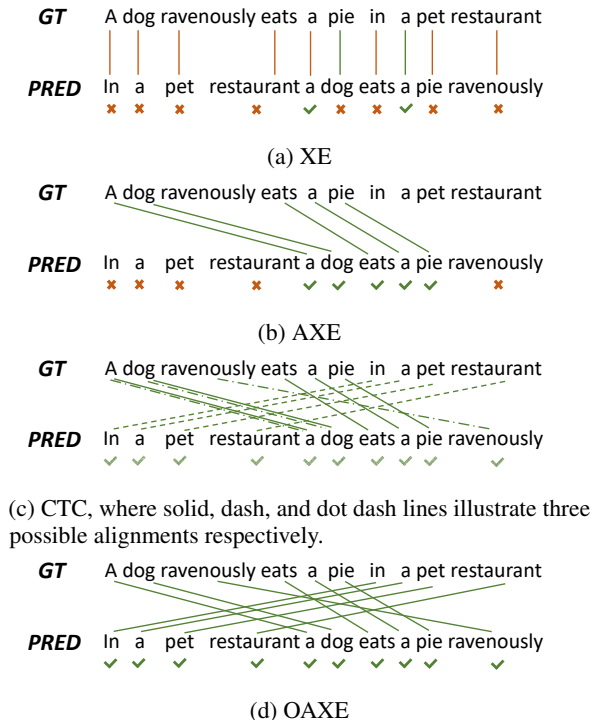 GT A dog ravenously eats a pie in a pet restaurant
PRED In a pet restaurant a dog eats a pie ravenously
(a) XE
GT A dog ravenously eats a pie in a pet restaurant
PRED In a pet restaurant a dog eats a pie ravenously
(b) AXE
GT A dog ravenously eats a pie in a pet restaurant
PRED In a pet restaurant a dog eats a pie ravenously
(c) CTC, where solid, dash, and dot dash lines illustrate three
possible alignments respectively.
GT A dog ravenously eats a pie in a pet restaurant
PRED In a pet restaurant a dog eats a pie ravenously
(d) OAXE